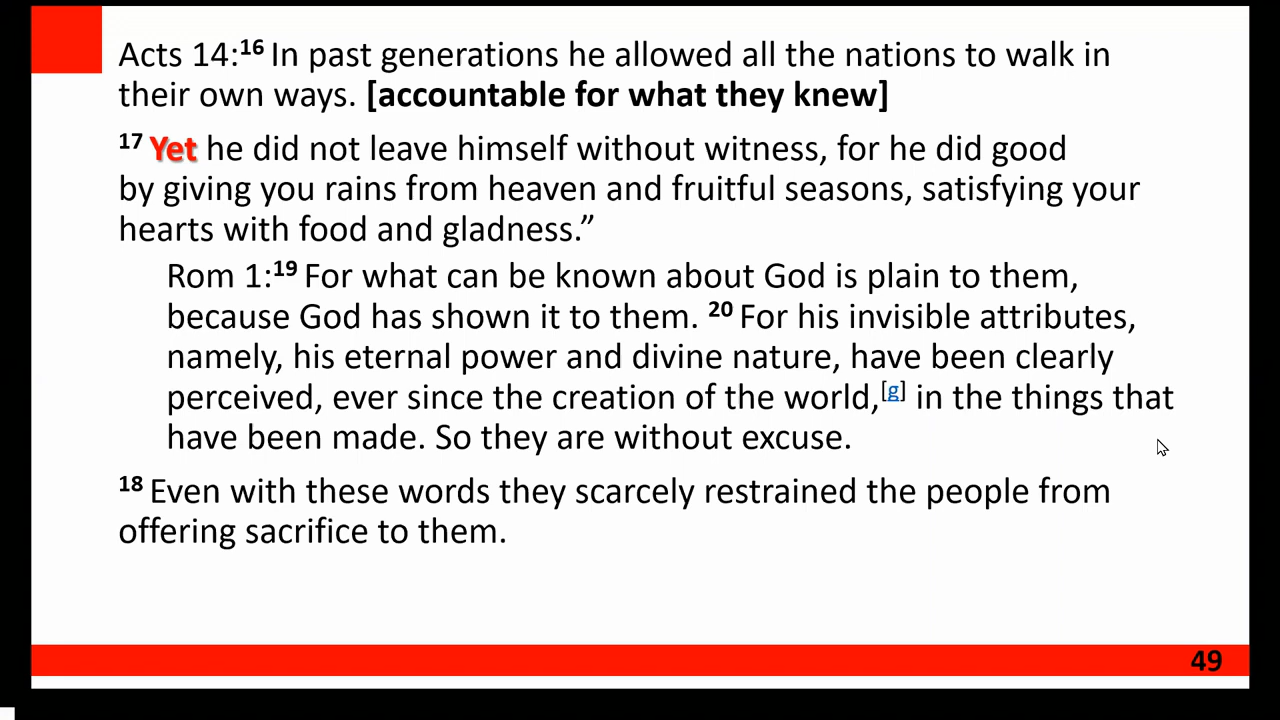 Acts 14:16 In past generations he allowed all the nations to walk in
their own ways. [accountable for what they knew]
17 Yet he did not leave himself without witness, for he did good
by giving you rains from heaven and fruitful seasons, satisfying your
hearts with food and gladness.”
Rom 1:19 For what can be known about God is plain to them,
because God has shown it to them. 20 For his invisible attributes,
namely, his eternal power and divine nature, have been clearly
perceived, ever since the creation of the world,[g] in the things that
have been made. So they are without excuse.
18 Even with these words they scarcely restrained the people from
offering sacrifice to them.
49